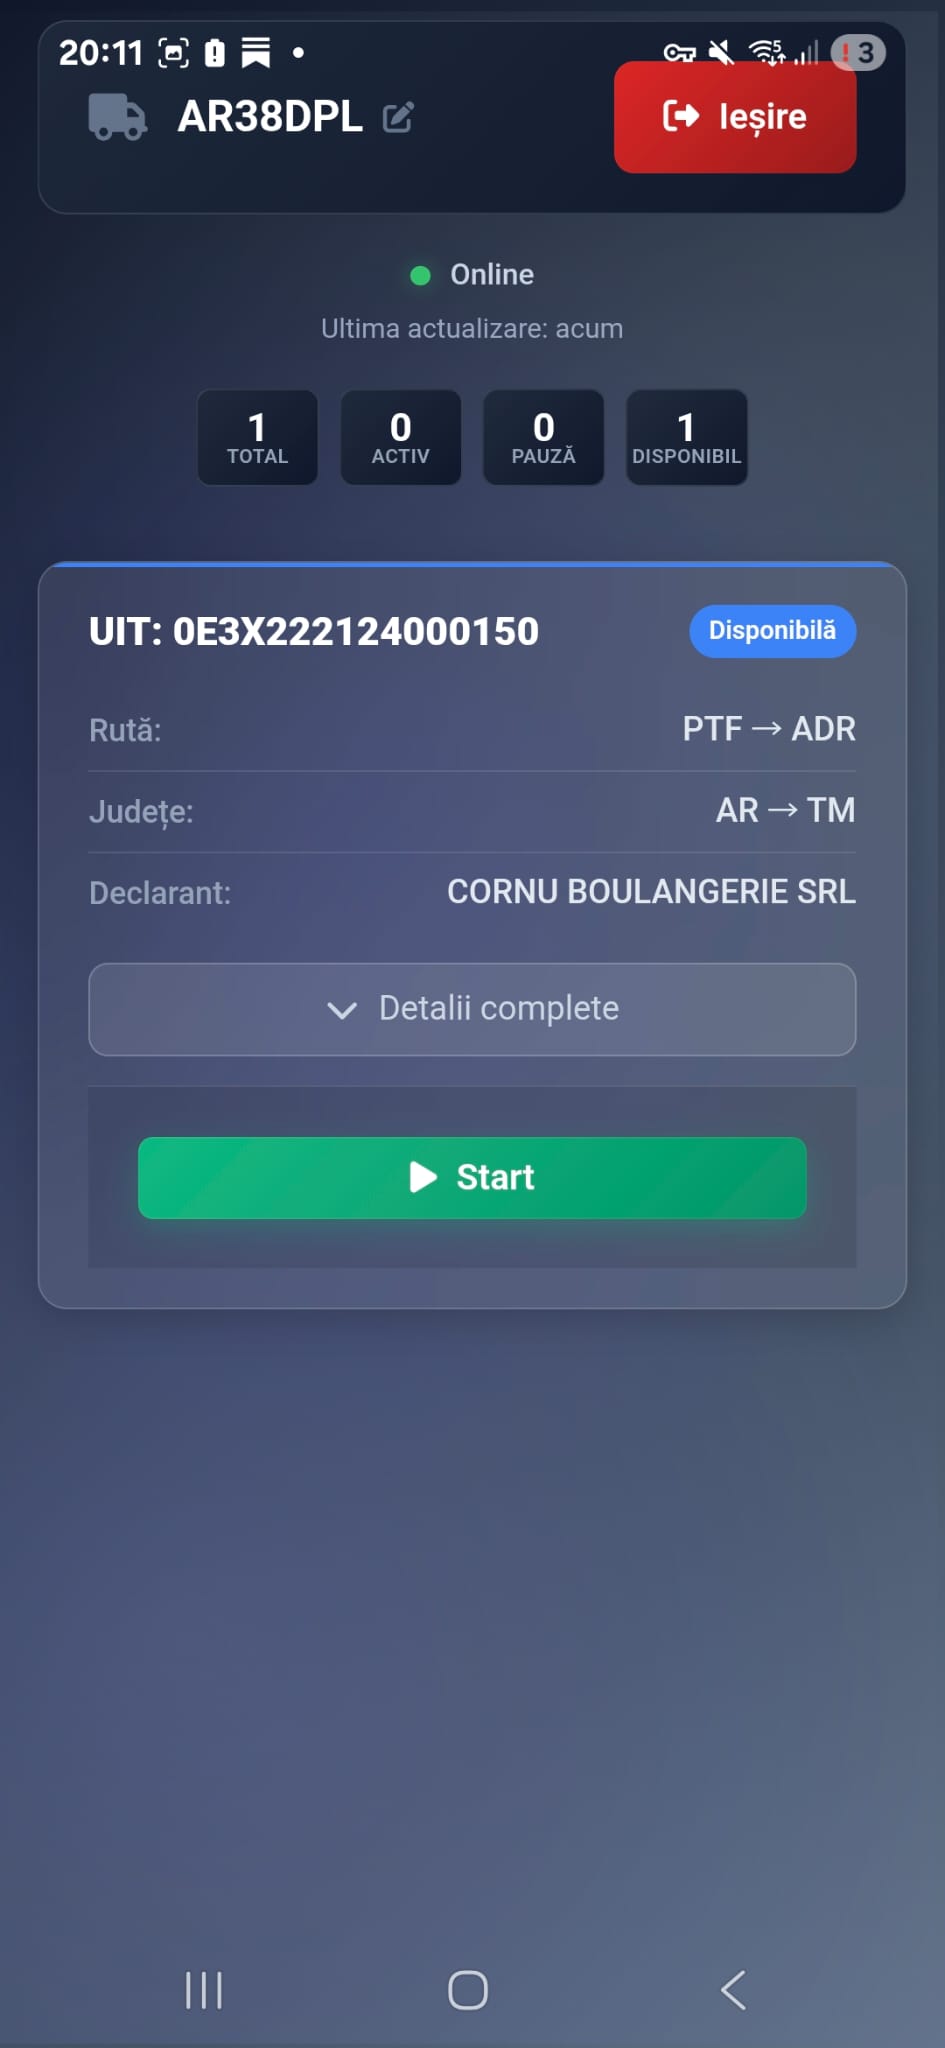 20:11
5
! 3
AR38DPL
Ieșire
Online
Ultima actualizare: acum
1
TOTAL
0
ACTIV
0
PAUZĂ
1
DISPONIBIL
UIT: 0E3X222124000150
Disponibilă
Rută:
PTF → ADR
Județe:
AR → TM
Declarant:
CORNU BOULANGERIE SRL
Detalii complete
Start